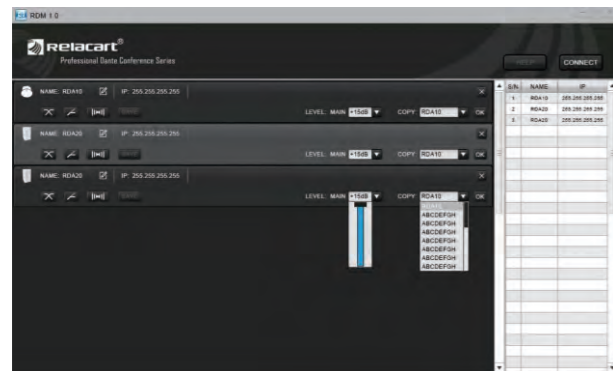 RDM 1.0
Relacart®
Professional Dante Conference Series
HELP CONNECT
NAME: RDA10 IP: 255.255.255.255
LEVEL: MAIN +15dB COPY RDA10 OK
NAME: RDA20 IP: 255.255.255.255
LEVEL: MAIN +15dB COPY RDA10 OK
NAME: RDA20 IP: 255.255.255.255
LEVEL: MAIN +15dB COPY RDA10 OK
RDA10
ABCDEFGH
ABCDEFGH
ABCDEFGH
ABCDEFGH
ABCDEFGH
ABCDEFGH
ABCDEFGH
S/N NAME IP
1 RDA10 255.255.255.255
2 RDA20 255.255.255.255
3 RDA20 255.255.255.255